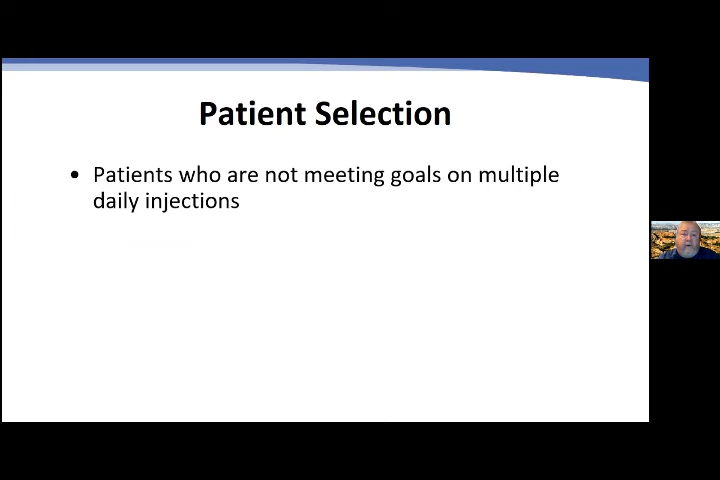 Patient Selection
• Patients who are not meeting goals on multiple
daily injections